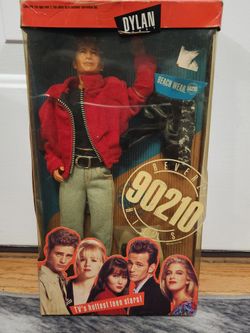 DYLAN
BEACH WEAR
BEVERLY
90210
HILLS
TV's hottest teen stars!